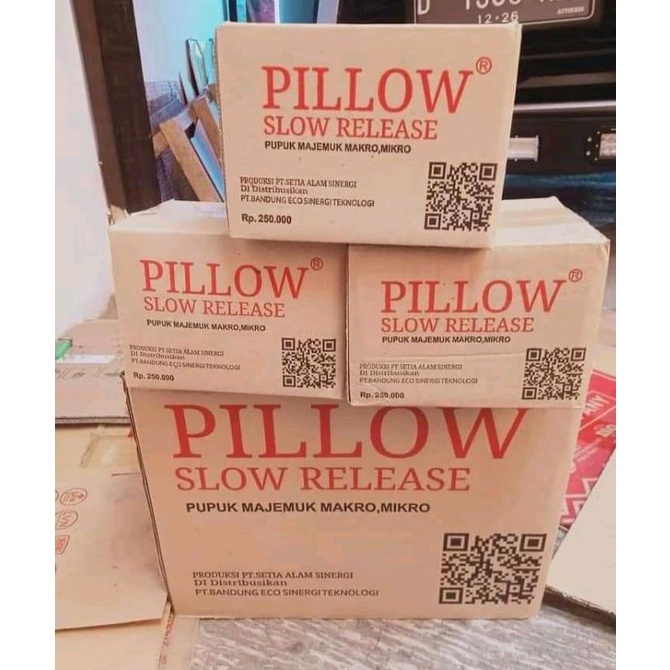 12·26
PILLOW®
SLOW RELEASE
PUPUK MAJEMUK MAKRO,MIKRO
PRODUKSI PT.SETIA ALAM SINERGI
Di Distribusikan
PT.BANDUNG ECO SINERGI TEKNOLOGI
Rp. 250.000
PILLOW®
SLOW RELEASE
PUPUK MAJEMUK MAKRO,MIKRO
PRODUKSI PT.SETIA ALAM SINERGI
Di Distribusikan
PT.BANDUNG ECO SINERGI TEKNOLOGI
Rp. 250.000
PILLOW®
SLOW RELEASE
PUPUK MAJEMUK MAKRO,MIKRO
PRODUKSI PT.SETIA ALAM SINERGI
Di Distribusikan
PT.BANDUNG ECO SINERGI TEKNOLOGI
Rp. 250.000
PILLOW
SLOW RELEASE
PUPUK MAJEMUK MAKRO,MIKRO
PRODUKSI PT.SETIA ALAM SINERGI
Di Distribusikan
PT.BANDUNG ECO SINERGI TEKNOLOGI